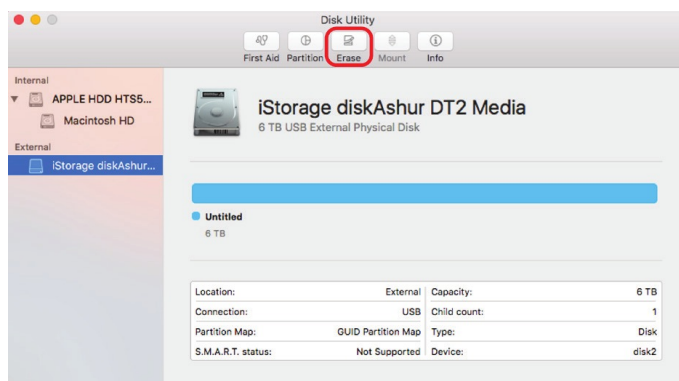 Disk Utility
First Aid Partition Erase Mount Info
Internal
APPLE HDD HTS5...
Macintosh HD
External
iStorage diskAshur...
iStorage diskAshur DT2 Media
6 TB USB External Physical Disk
Untitled
6 TB
Location: External Capacity: 6 TB
Connection: USB Child count: 1
Partition Map: GUID Partition Map Type: Disk
S.M.A.R.T. status: Not Supported Device: disk2